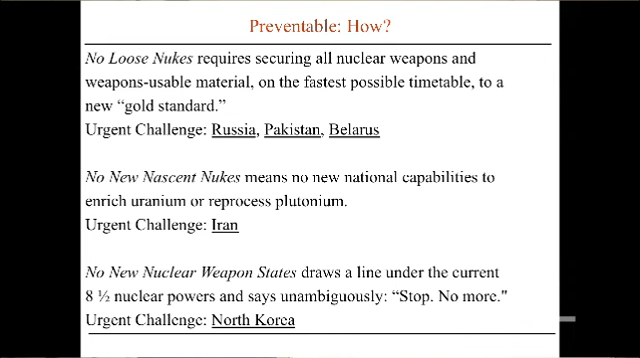 Preventable: How?
No Loose Nukes requires securing all nuclear weapons and
weapons-usable material, on the fastest possible timetable, to a
new “gold standard.”
Urgent Challenge: Russia, Pakistan, Belarus
No New Nascent Nukes means no new national capabilities to
enrich uranium or reprocess plutonium.
Urgent Challenge: Iran
No New Nuclear Weapon States draws a line under the current
8 ½ nuclear powers and says unambiguously: “Stop. No more."
Urgent Challenge: North Korea